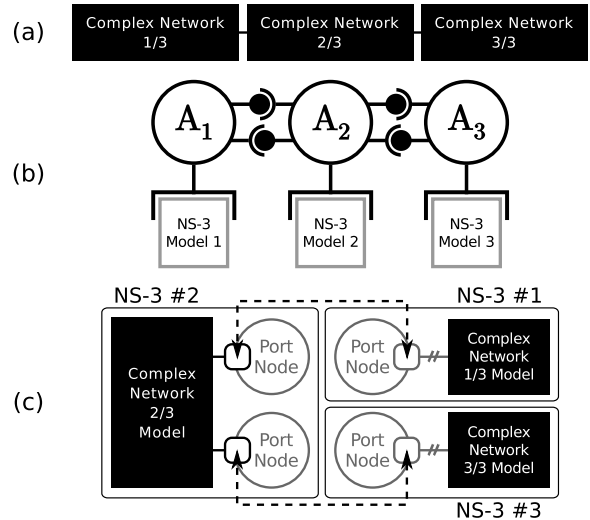 (a)
Complex Network
1/3
Complex Network
2/3
Complex Network
3/3
(b)
A1
A2
A3
NS-3
Model 1
NS-3
Model 2
NS-3
Model 3
(c)
NS-3 #2
NS-3 #1
Complex
Network
2/3
Model
Port
Node
Port
Node
Port
Node
Port
Node
Complex
Network
1/3 Model
Complex
Network
3/3 Model
NS-3 #3